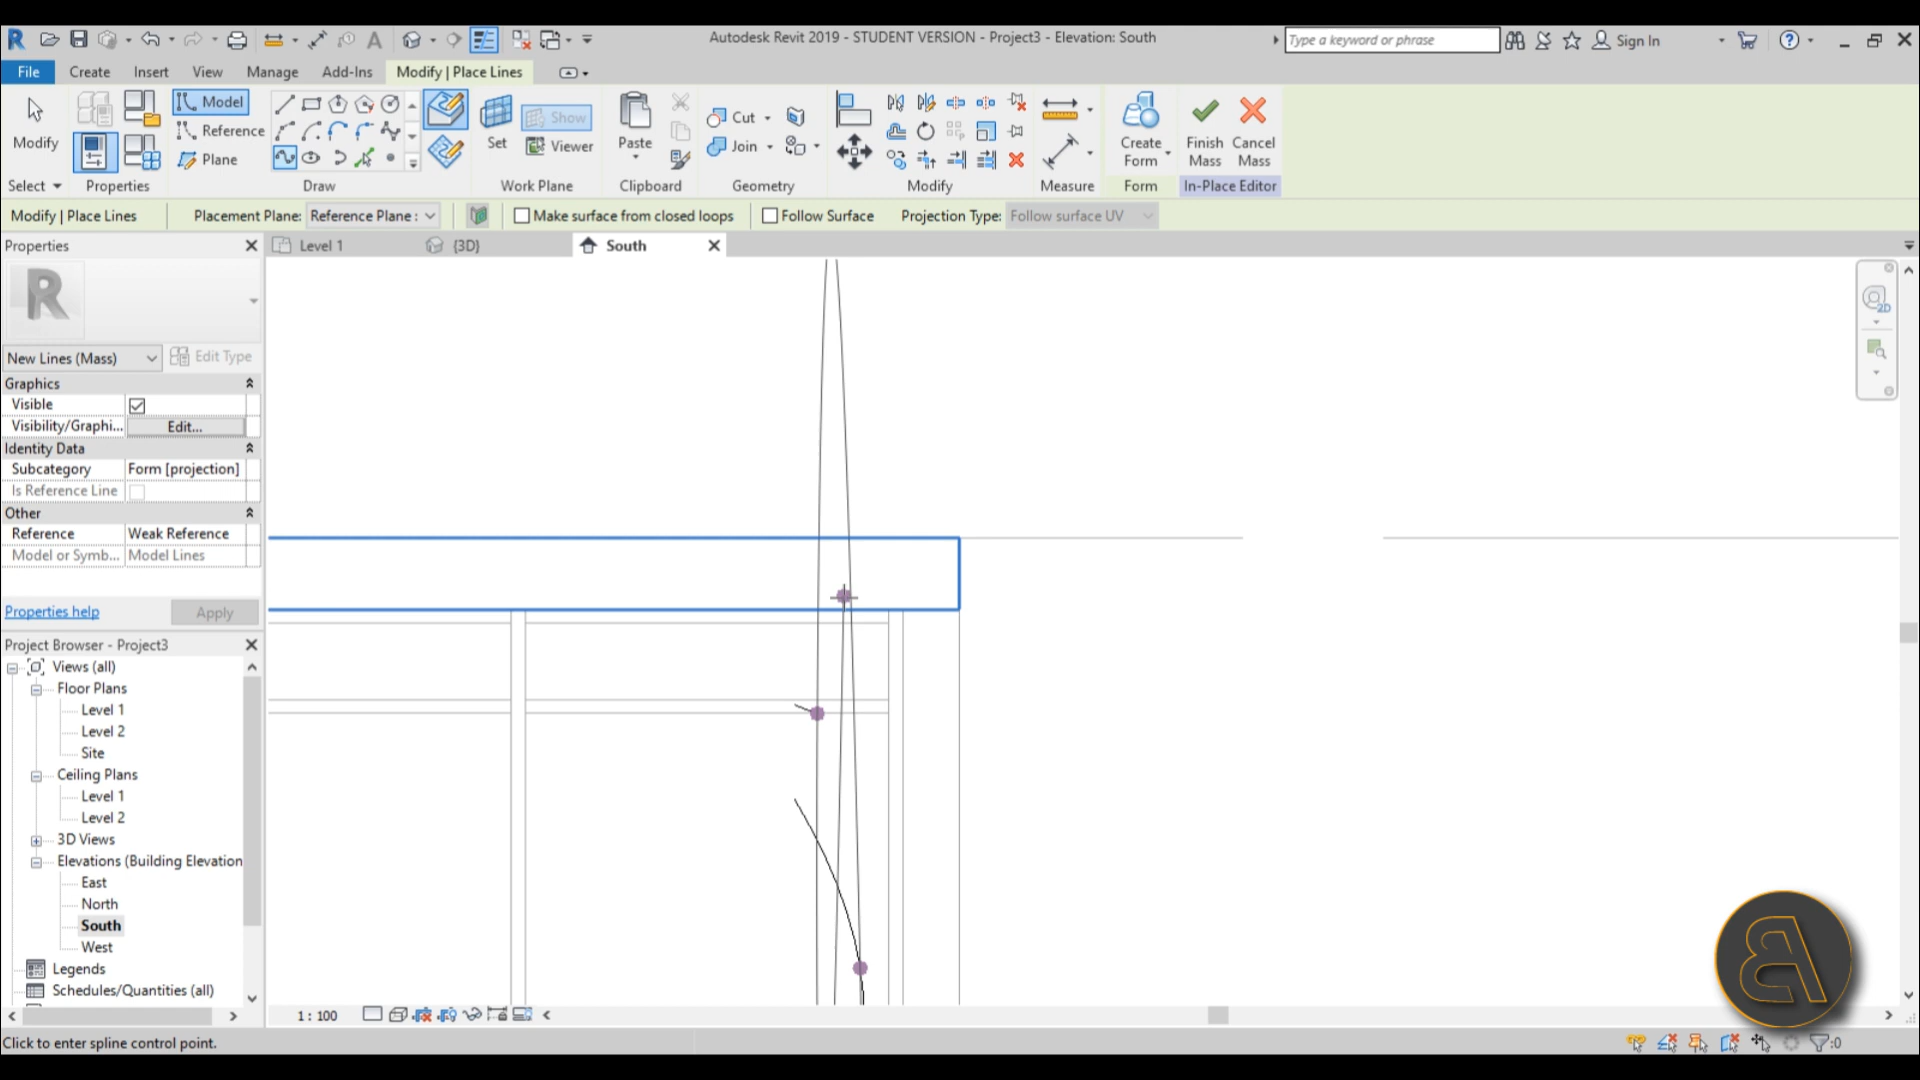 Autodesk Revit 2019 - STUDENT VERSION - Project3 - Elevation: South
Type a keyword or phrase
Sign In
File
Create
Insert
View
Manage
Add-Ins
Modify | Place Lines
Modify
Model
Reference
Plane
Set
Show
Viewer
Paste
Cut
Join
Create Form
Finish Mass
Cancel Mass
Select
Properties
Draw
Work Plane
Clipboard
Geometry
Modify
Measure
Form
In-Place Editor
Modify | Place Lines
Placement Plane: Reference Plane :
Make surface from closed loops
Follow Surface
Projection Type: Follow surface UV
Properties
Level 1
{3D}
South
R
New Lines (Mass)
Edit Type
Graphics
Visible
Visibility/Graphi... Edit...
Identity Data
Subcategory Form [projection]
Is Reference Line
Other
Reference Weak Reference
Model or Symb... Model Lines
Properties help
Apply
Project Browser - Project3
Views (all)
Floor Plans
Level 1
Level 2
Site
Ceiling Plans
Level 1
Level 2
3D Views
Elevations (Building Elevation
East
North
South
West
Legends
Schedules/Quantities (all)
1 : 100
2D
Click to enter spline control point.
:0